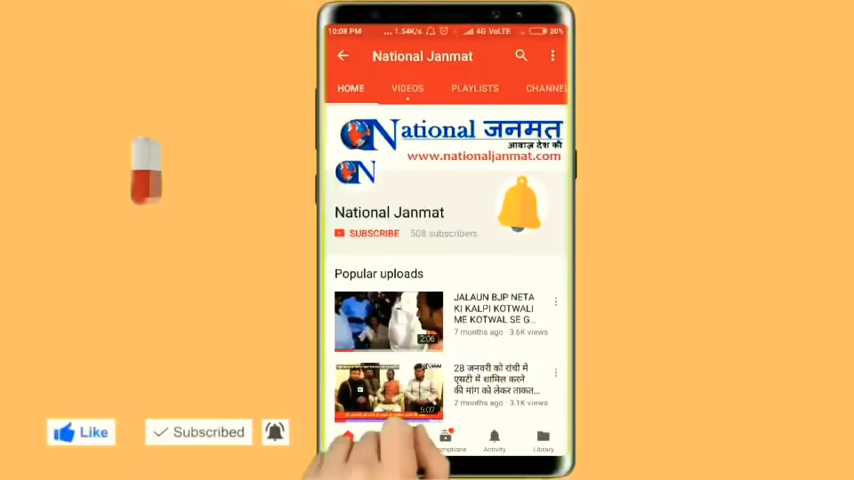 10:08 PM ... 1.54K/s 4G VoLTE 20%
National Janmat
HOME VIDEOS PLAYLISTS CHANNEL
National जनमत
आवाज़ देश की
www.nationaljanmat.com
N
National Janmat
SUBSCRIBE 508 subscribers
Popular uploads
JALAUN BJP NETA
KI KALPI KOTWALI
ME KOTWAL SE G...
7 months ago · 3.6K views
2:06
28 जनवरी को रांची में
एसटी में शामिल करने
की मांग को लेकर ताकत...
2 months ago · 3.1K views
5:07
Like
Subscribed
criptions Activity Library